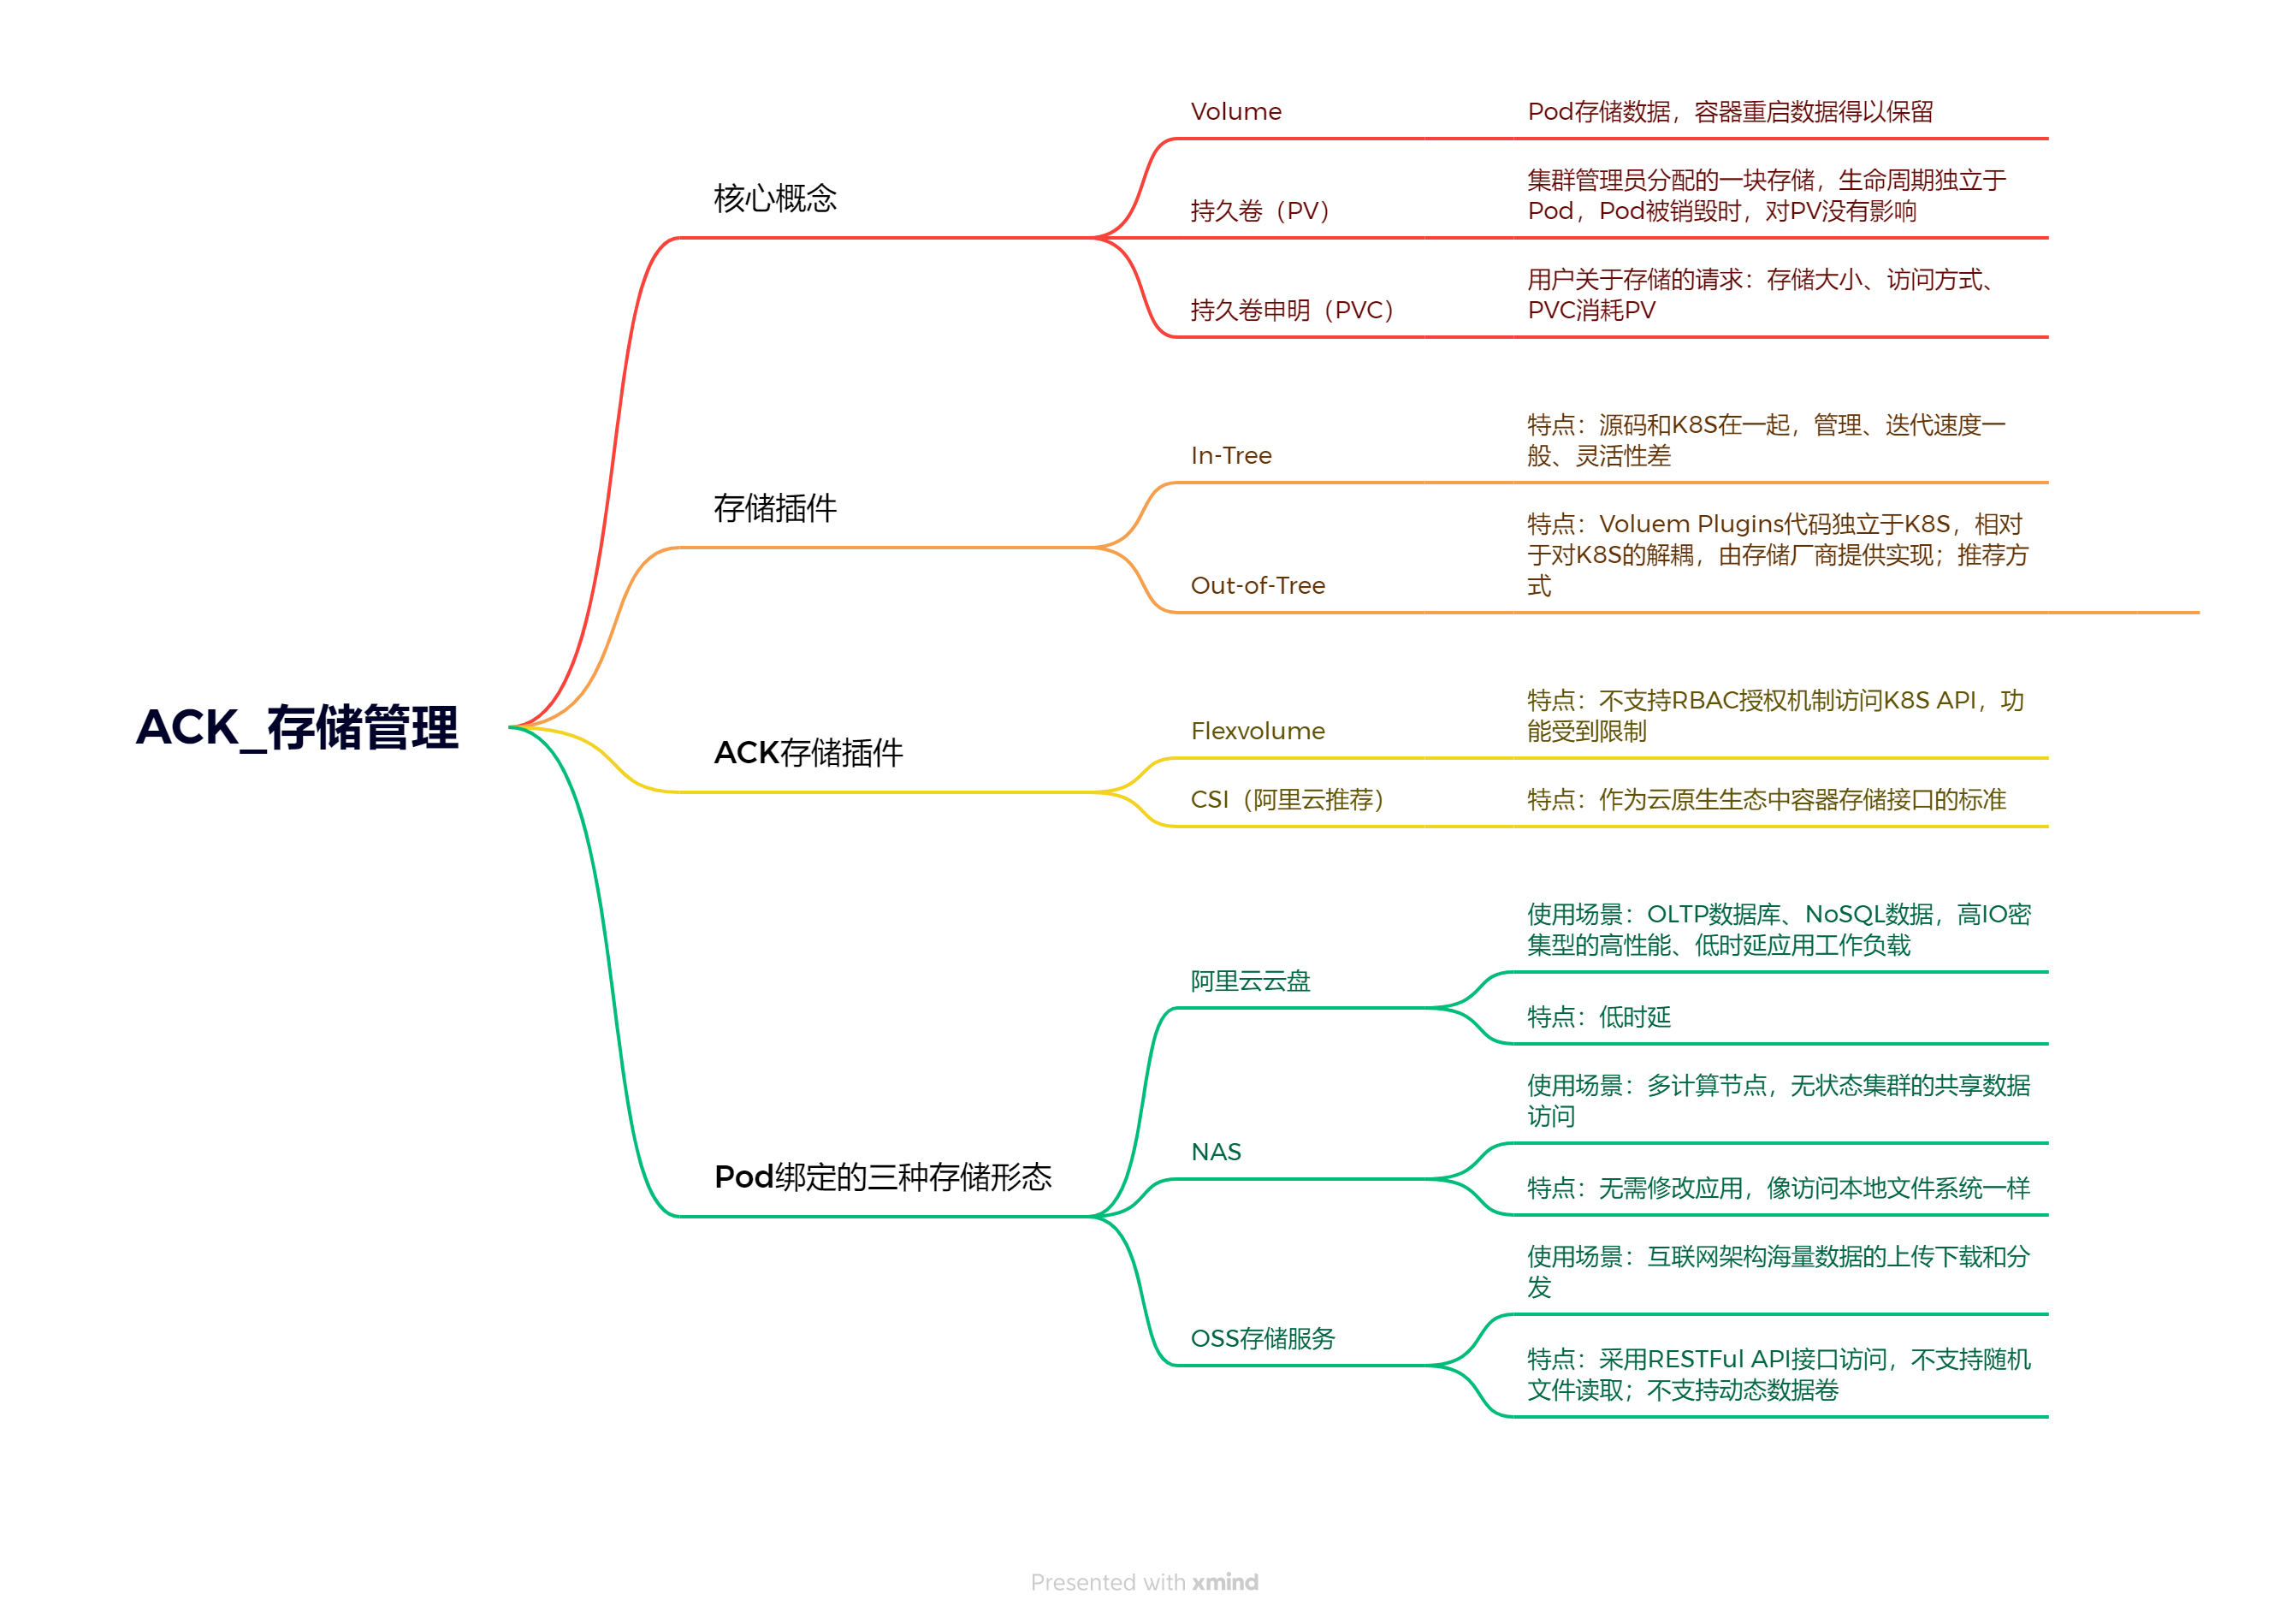 ACK_存储管理
核心概念
Volume
Pod存储数据，容器重启数据得以保留
持久卷（PV）
集群管理员分配的一块存储，生命周期独立于
Pod，Pod被销毁时，对PV没有影响
持久卷申明（PVC）
用户关于存储的请求：存储大小、访问方式、
PVC消耗PV
存储插件
In-Tree
特点：源码和K8S在一起，管理、迭代速度一
般、灵活性差
Out-of-Tree
特点：Voluem Plugins代码独立于K8S，相对
于对K8S的解耦，由存储厂商提供实现；推荐方
式
ACK存储插件
Flexvolume
特点：不支持RBAC授权机制访问K8S API，功
能受到限制
CSI（阿里云推荐）
特点：作为云原生生态中容器存储接口的标准
Pod绑定的三种存储形态
阿里云云盘
使用场景：OLTP数据库、NoSQL数据，高IO密
集型的高性能、低时延应用工作负载
特点：低时延
NAS
使用场景：多计算节点，无状态集群的共享数据
访问
特点：无需修改应用，像访问本地文件系统一样
OSS存储服务
使用场景：互联网架构海量数据的上传下载和分
发
特点：采用RESTFul API接口访问，不支持随机
文件读取；不支持动态数据卷
Presented with xmind